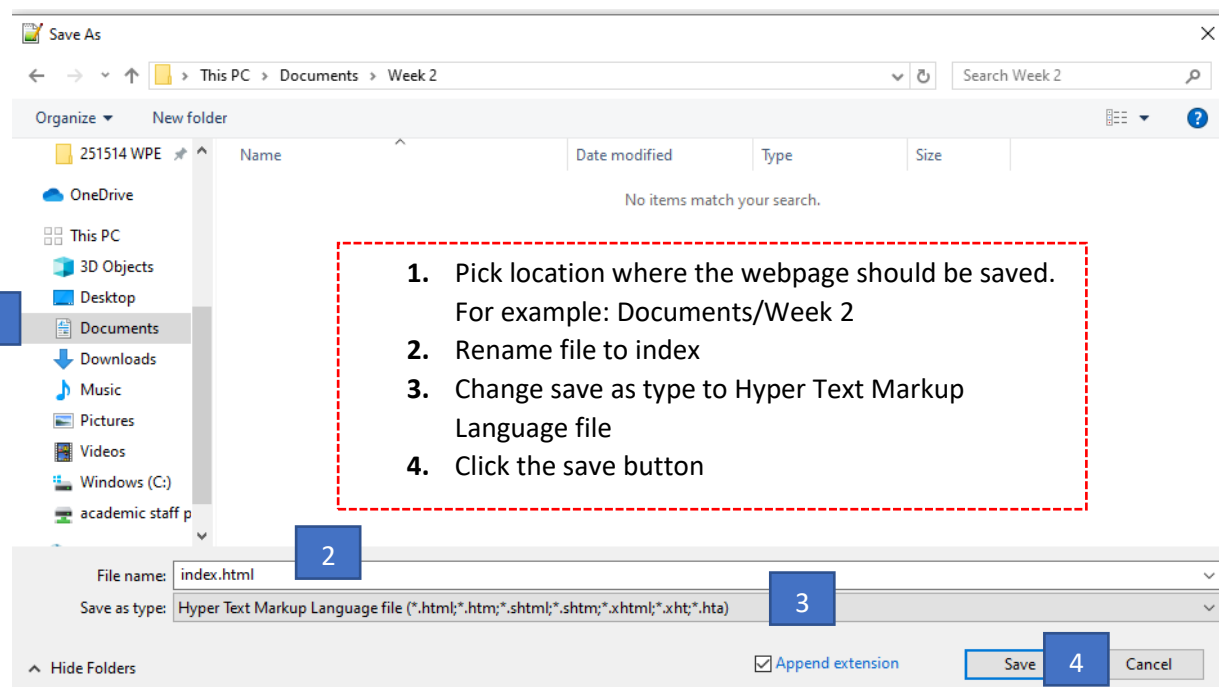 Save As
This PC > Documents > Week 2
Search Week 2
Organize
New folder
251514 WPE
Name
Date modified
Type
Size
OneDrive
No items match your search.
This PC
3D Objects
Desktop
Documents
Downloads
Music
Pictures
Videos
Windows (C:)
academic staff p
1. Pick location where the webpage should be saved.
For example: Documents/Week 2
2. Rename file to index
3. Change save as type to Hyper Text Markup
Language file
4. Click the save button
2
File name: index.html
Save as type: Hyper Text Markup Language file (*.html;*.htm;*.shtml;*.shtm;*.xhtml;*.xht;*.hta)
3
Hide Folders
Append extension
Save
4
Cancel